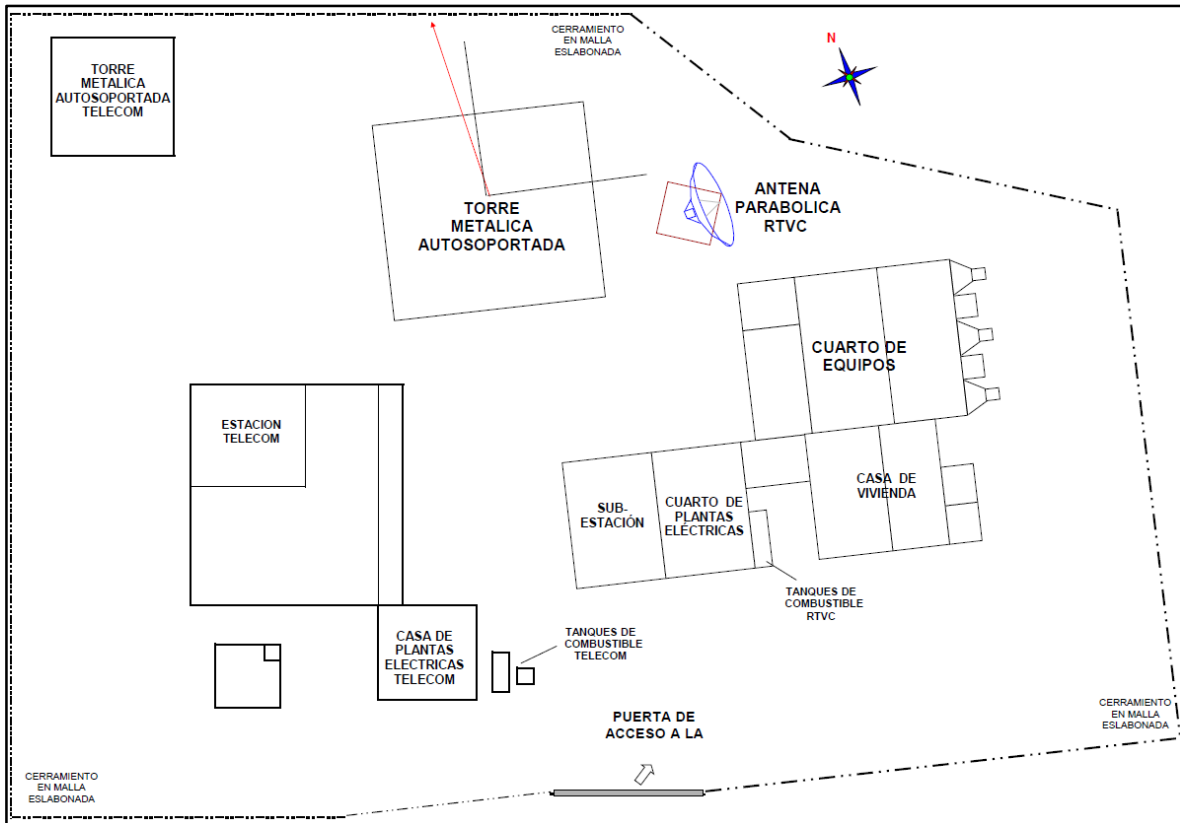 CERRAMIENTO
EN MALLA
ESLABONADA
N
TORRE
METALICA
AUTOSOPORTADA
TELECOM
ANTENA
PARABOLICA
RTVC
TORRE
METALICA
AUTOSOPORTADA
CUARTO DE
EQUIPOS
ESTACION
TELECOM
CASA DE
VIVIENDA
SUB-
ESTACIÓN
CUARTO DE
PLANTAS
ELÉCTRICAS
TANQUES DE
COMBUSTIBLE
RTVC
CASA DE
PLANTAS
ELECTRICAS
TELECOM
TANQUES DE
COMBUSTIBLE
TELECOM
PUERTA DE
ACCESO A LA
CERRAMIENTO
EN MALLA
ESLABONADA
CERRAMIENTO
EN MALLA
ESLABONADA